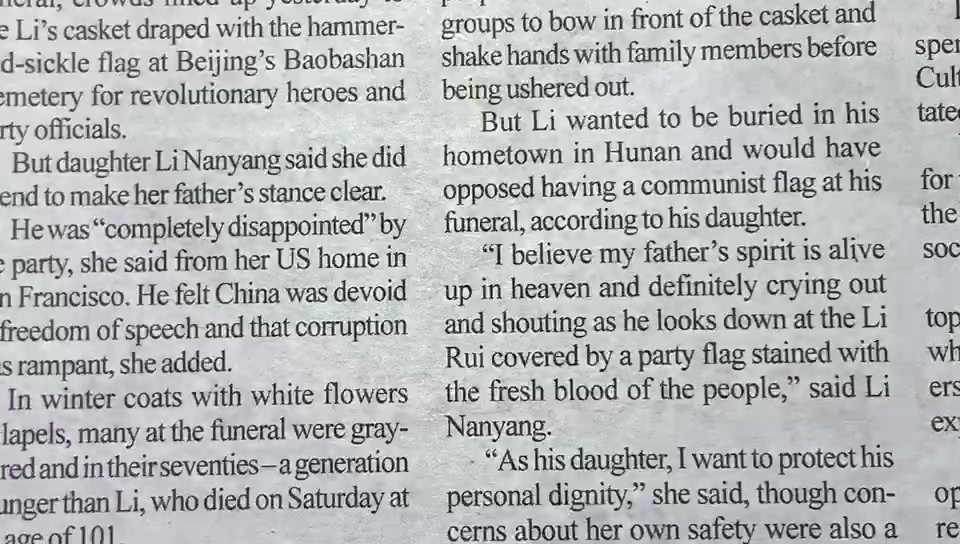 Li's casket draped with the hammer-
d-sickle flag at Beijing's Baobashan
emetery for revolutionary heroes and
rty officials.
But daughter Li Nanyang said she did
end to make her father's stance clear.
He was “completely disappointed” by
party, she said from her US home in
n Francisco. He felt China was devoid
freedom of speech and that corruption
s rampant, she added.
In winter coats with white flowers
lapels, many at the funeral were gray-
red and in their seventies – a generation
unger than Li, who died on Saturday at
age of 101.
groups to bow in front of the casket and
shake hands with family members before
being ushered out.
But Li wanted to be buried in his
hometown in Hunan and would have
opposed having a communist flag at his
funeral, according to his daughter.
“I believe my father's spirit is alive
up in heaven and definitely crying out
and shouting as he looks down at the Li
Rui covered by a party flag stained with
the fresh blood of the people,” said Li
Nanyang.
“As his daughter, I want to protect his
personal dignity,” she said, though con-
cerns about her own safety were also a
sper
Cult
tate
for
the
soc
top
wh
ers
ex
op
re